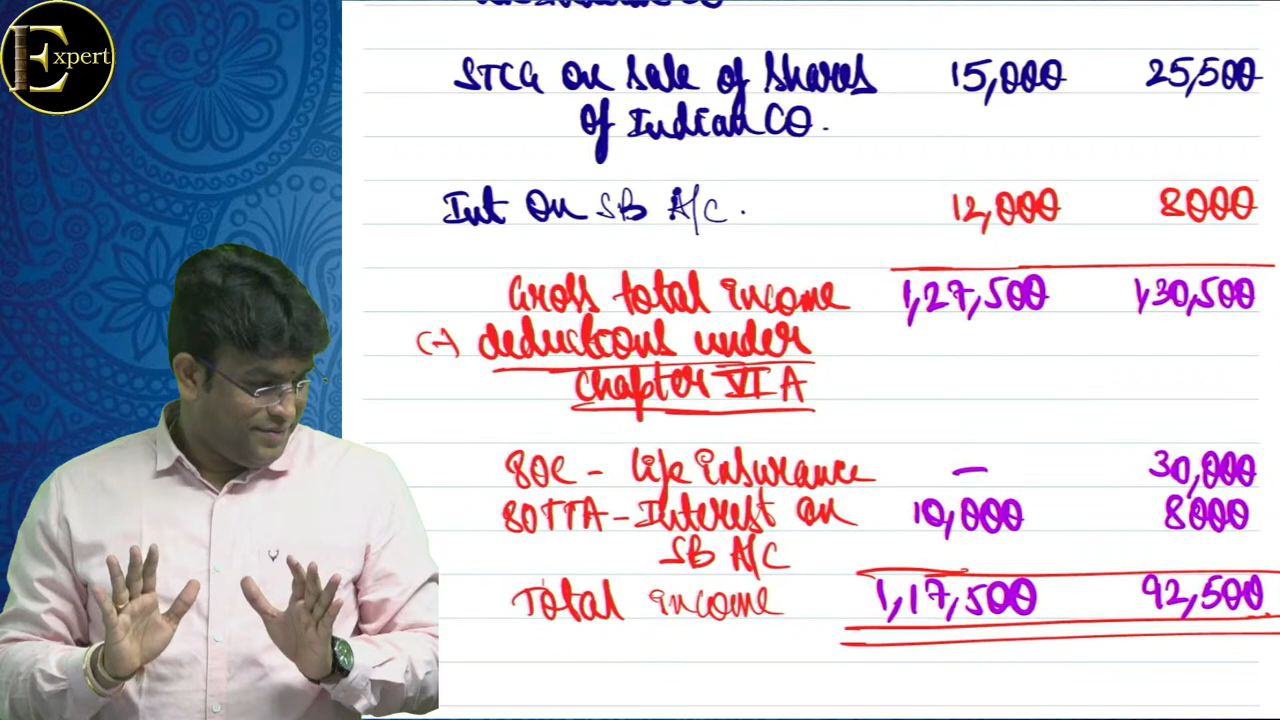 Expert
STCG on sale of shares 15,000 25,500
of Indian CO.
Int on SB A/C. 12,000 8000
Gross total income 1,27,500 1,30,500
(-) deductions under
chapter VI A
80C - life insurance — 30,000
80TTA - Interest on 10,000 8000
SB A/C
Total income 1,17,500 92,500